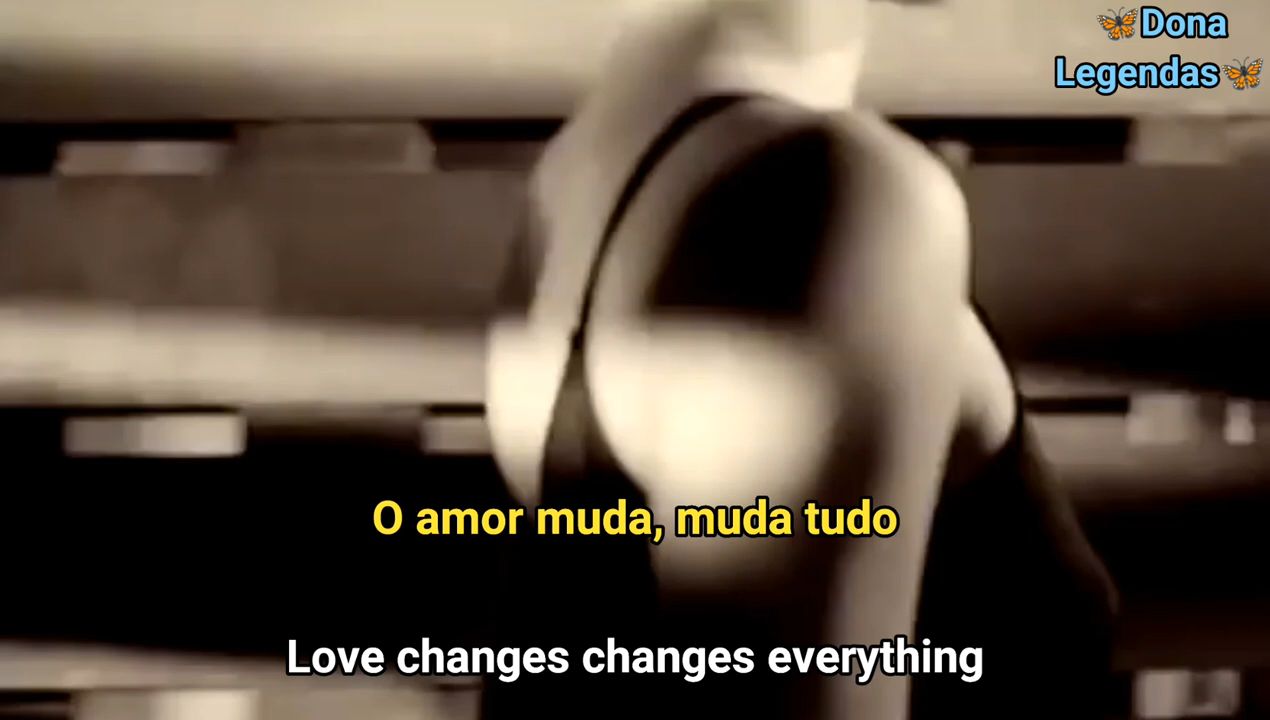 🦋Dona
Legendas🦋
O amor muda, muda tudo
Love changes changes everything